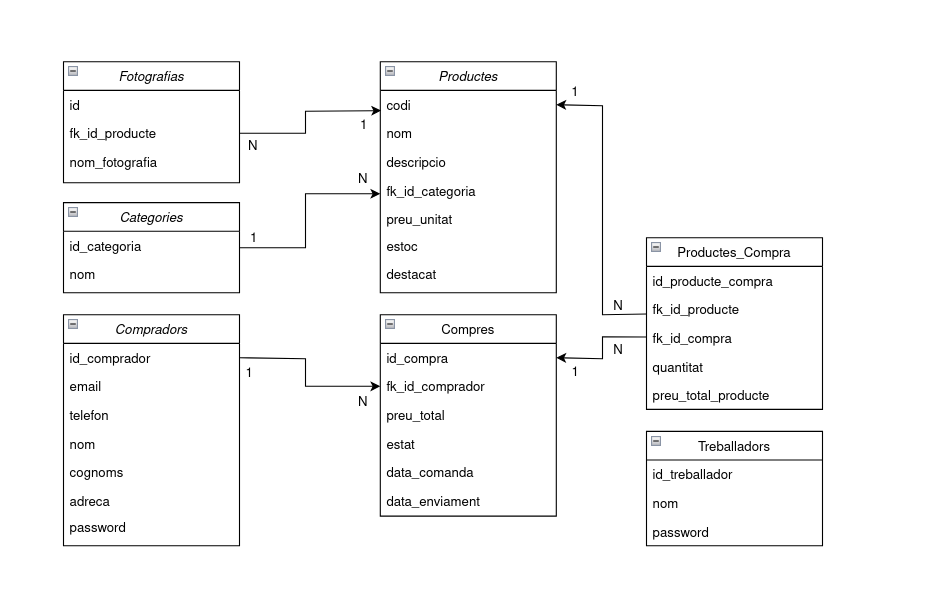 Fotografias
id
fk_id_producte
nom_fotografia
N
1
Productes
codi
nom
descripcio
fk_id_categoria
preu_unitat
estoc
destacat
1
N
Categories
id_categoria
nom
1
N
Productes_Compra
id_producte_compra
fk_id_producte
fk_id_compra
quantitat
preu_total_producte
N
1
Compradors
id_comprador
email
telefon
nom
cognoms
adreca
password
1
N
Compres
id_compra
fk_id_comprador
preu_total
estat
data_comanda
data_enviament
Treballadors
id_treballador
nom
password